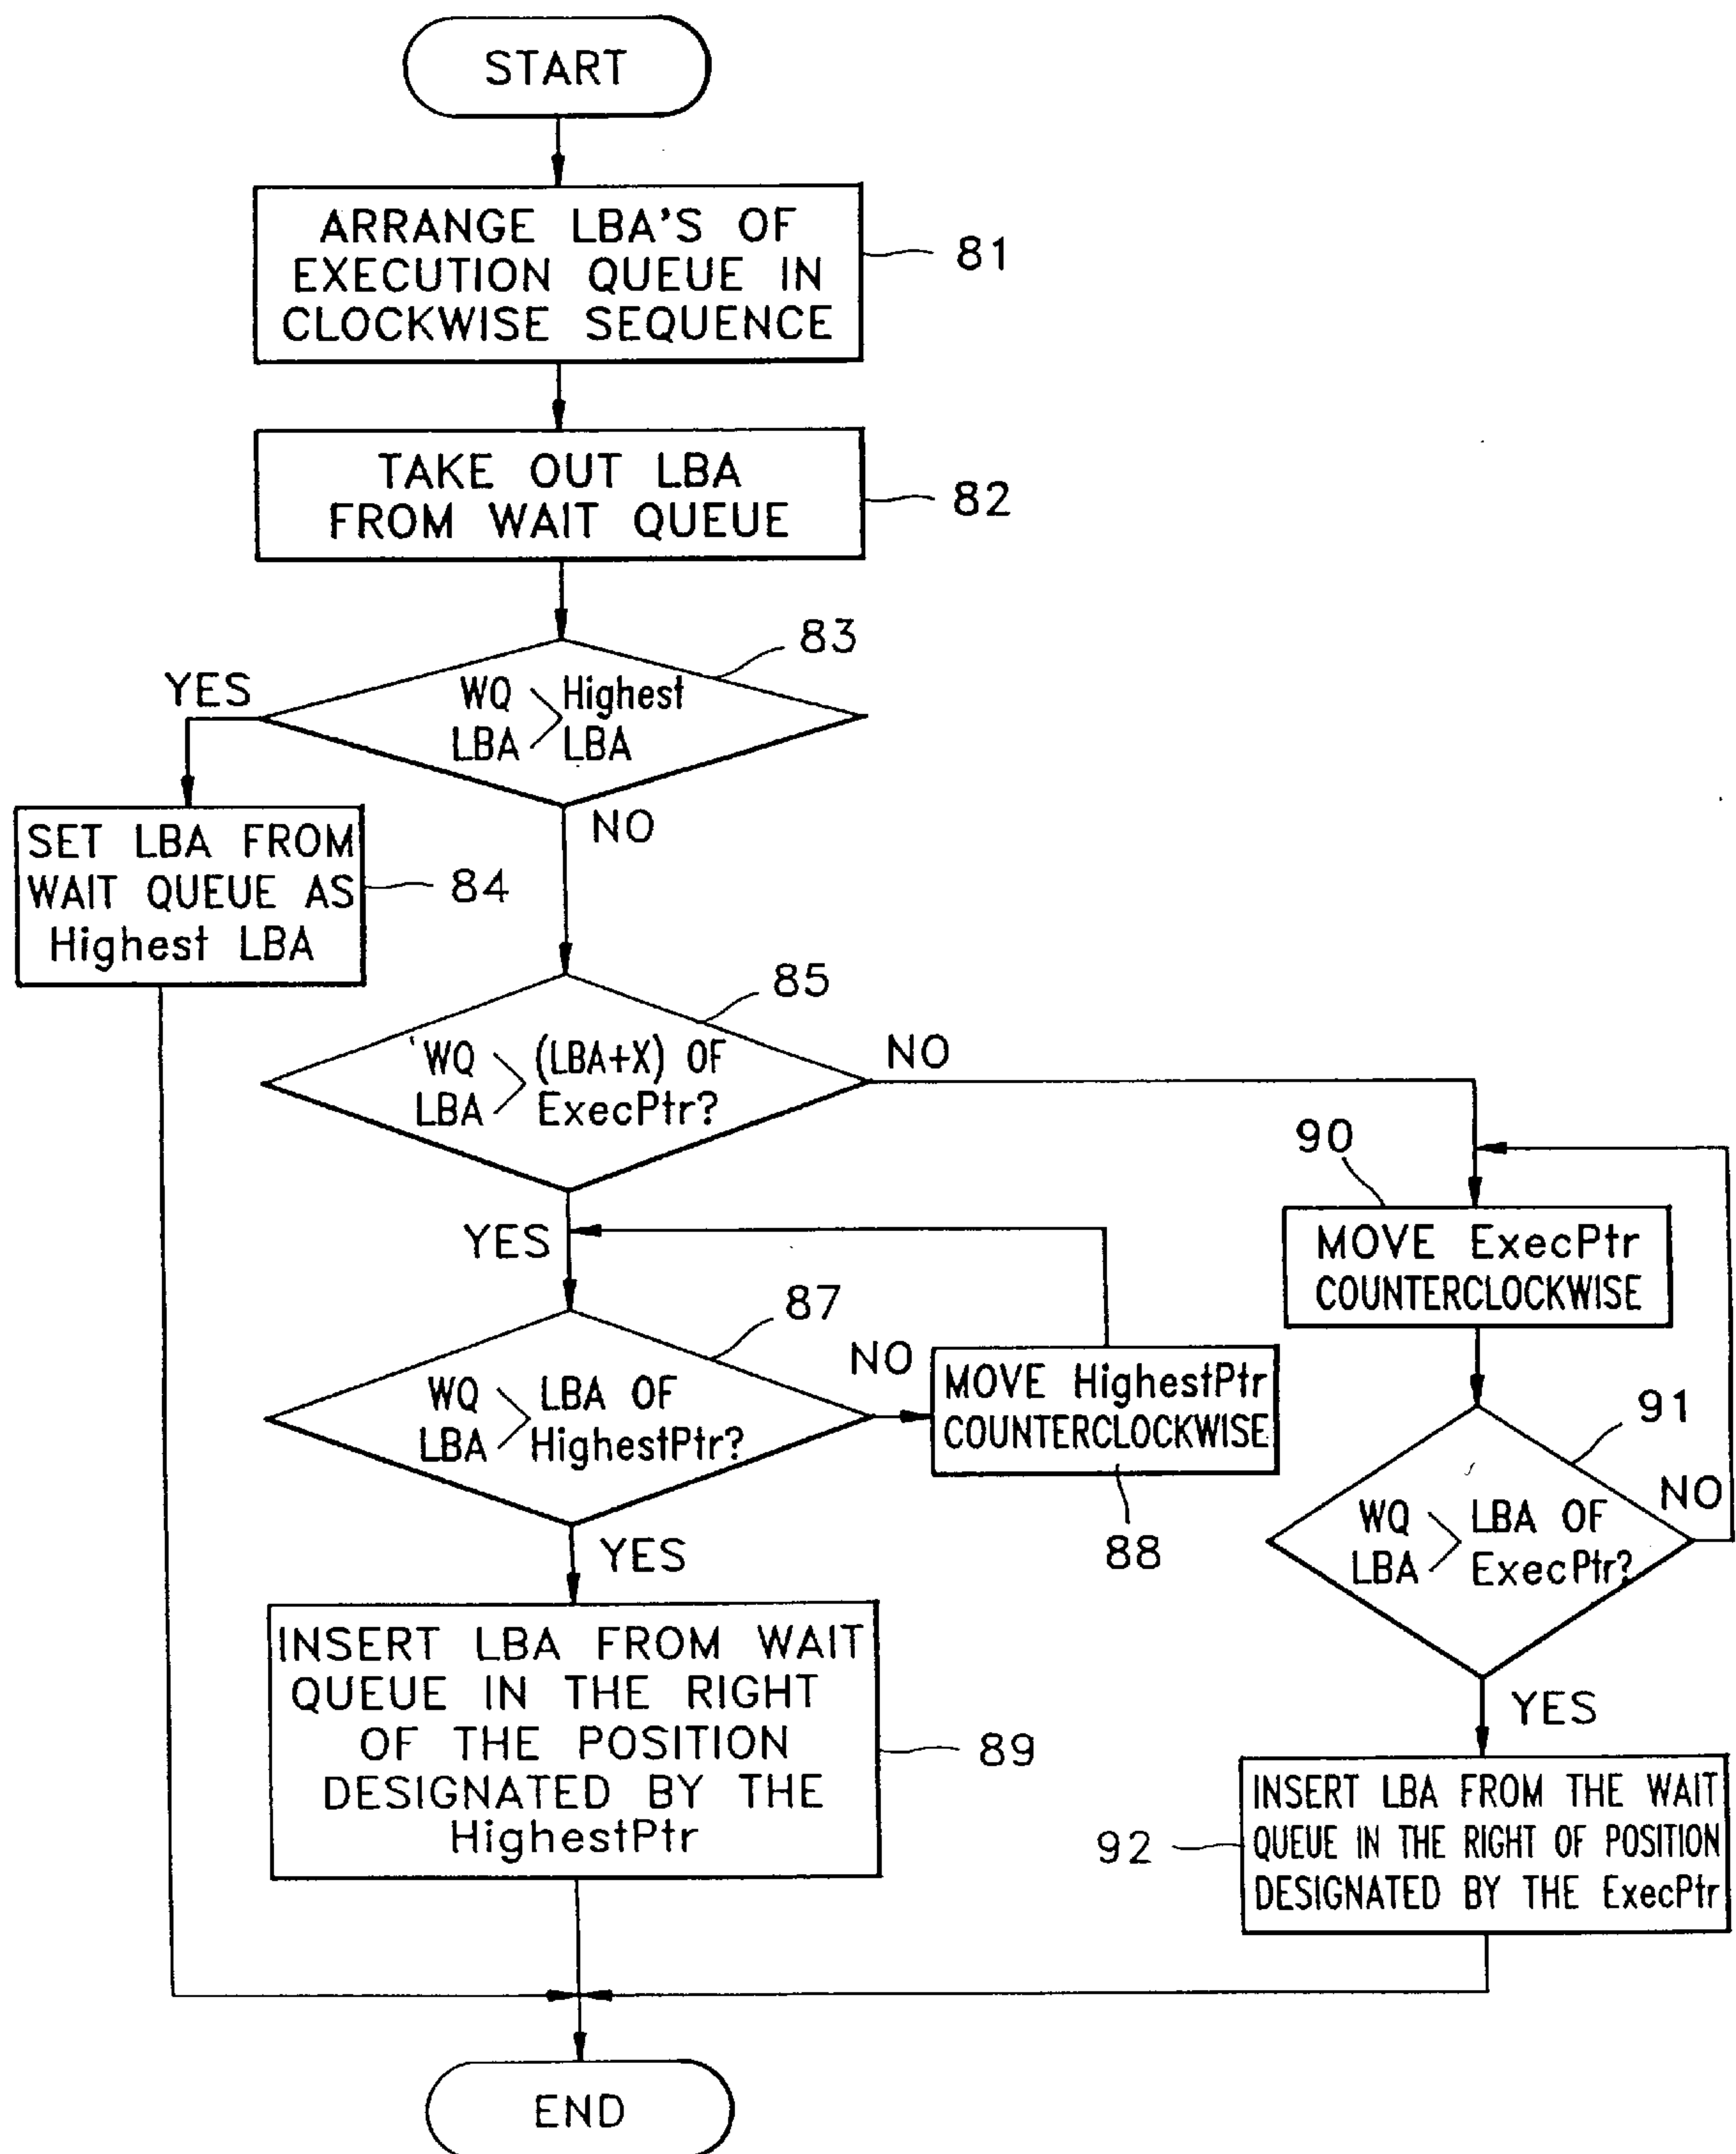 START
ARRANGE LBA'S OF
EXECUTION QUEUE IN
CLOCKWISE SEQUENCE
81
TAKE OUT LBA
FROM WAIT QUEUE
82
83
YES
WQ > Highest
LBA LBA
NO
SET LBA FROM
WAIT QUEUE AS
Highest LBA
84
85
WQ > (LBA+X) OF
LBA ExecPtr?
NO
YES
90
MOVE ExecPtr
COUNTERCLOCKWISE
87
WQ > LBA OF
LBA HighestPtr?
NO
MOVE HighestPtr
COUNTERCLOCKWISE
88
91
WQ > LBA OF
LBA ExecPtr?
NO
YES
YES
INSERT LBA FROM WAIT
QUEUE IN THE RIGHT
OF THE POSITION
DESIGNATED BY THE
HighestPtr
89
92
INSERT LBA FROM THE WAIT
QUEUE IN THE RIGHT OF POSITION
DESIGNATED BY THE ExecPtr
END